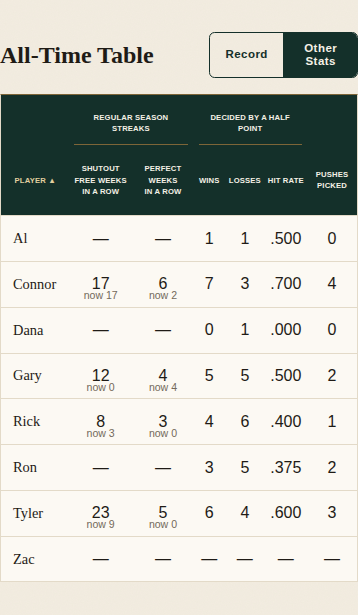 All-Time Table
Record
Other
Stats
REGULAR SEASON
STREAKS
DECIDED BY A HALF
POINT
PLAYER ▲
SHUTOUT
FREE WEEKS
IN A ROW
PERFECT
WEEKS
IN A ROW
WINS
LOSSES
HIT RATE
PUSHES
PICKED
Al — — 1 1 .500 0
Connor 17 6 7 3 .700 4
now 17 now 2
Dana — — 0 1 .000 0
Gary 12 4 5 5 .500 2
now 0 now 4
Rick 8 3 4 6 .400 1
now 3 now 0
Ron — — 3 5 .375 2
Tyler 23 5 6 4 .600 3
now 9 now 0
Zac — — — — — —